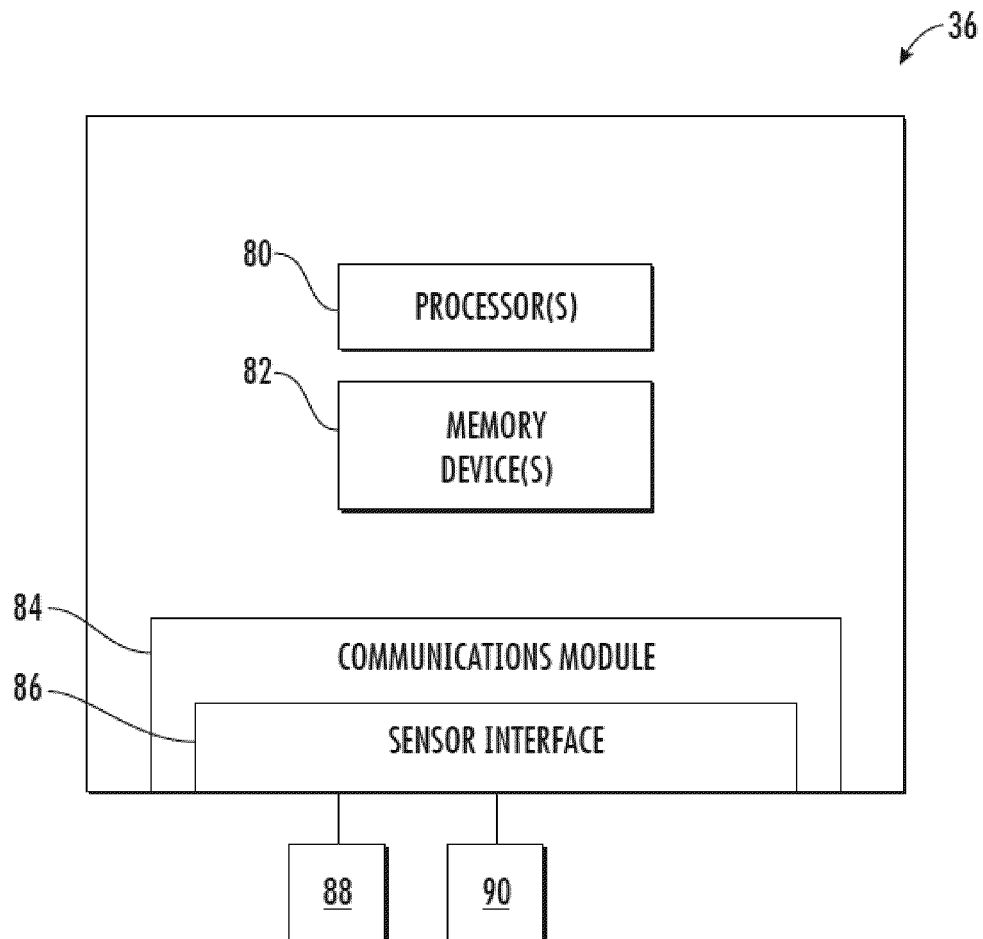 36
80
PROCESSOR(S)
82
MEMORY
DEVICE(S)
84
COMMUNICATIONS MODULE
86
SENSOR INTERFACE
88
90